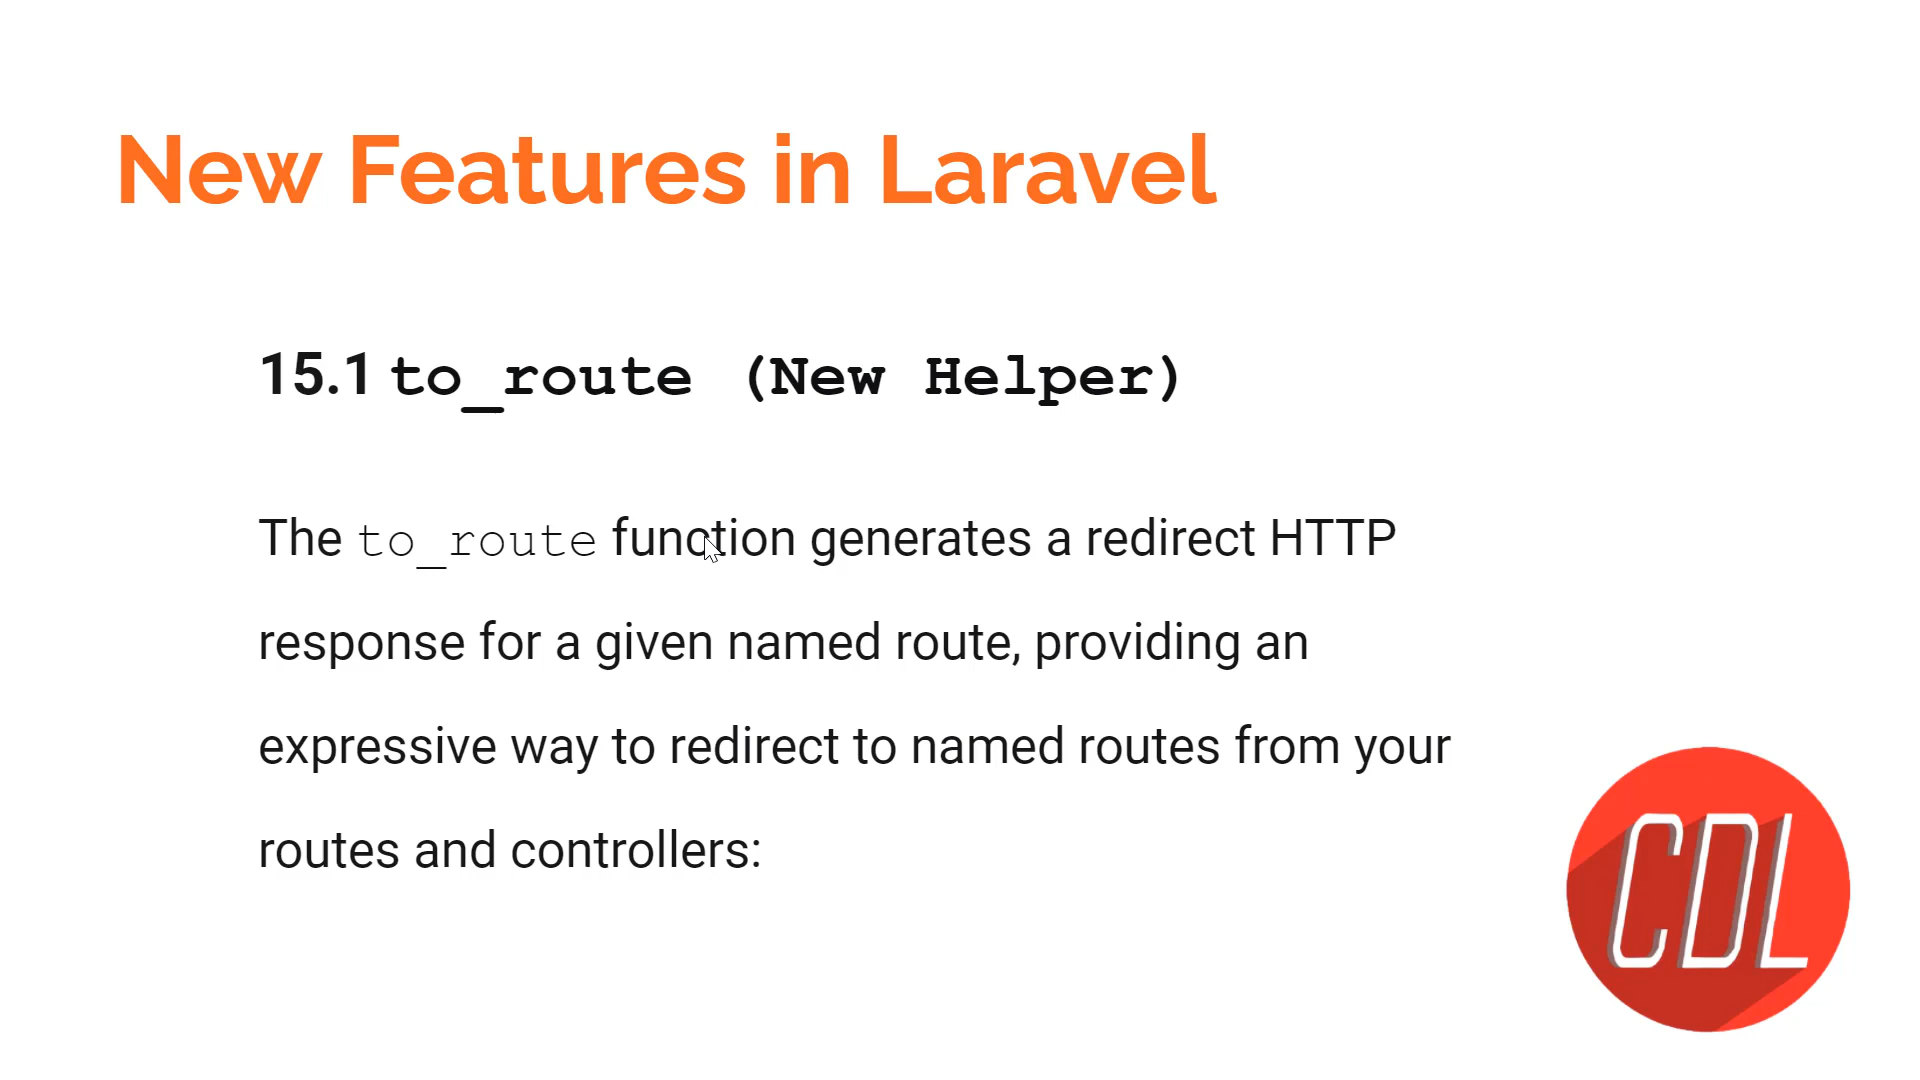 New Features in Laravel
15.1 to_route (New Helper)
The to_route function generates a redirect HTTP
response for a given named route, providing an
expressive way to redirect to named routes from your
routes and controllers:
CDL